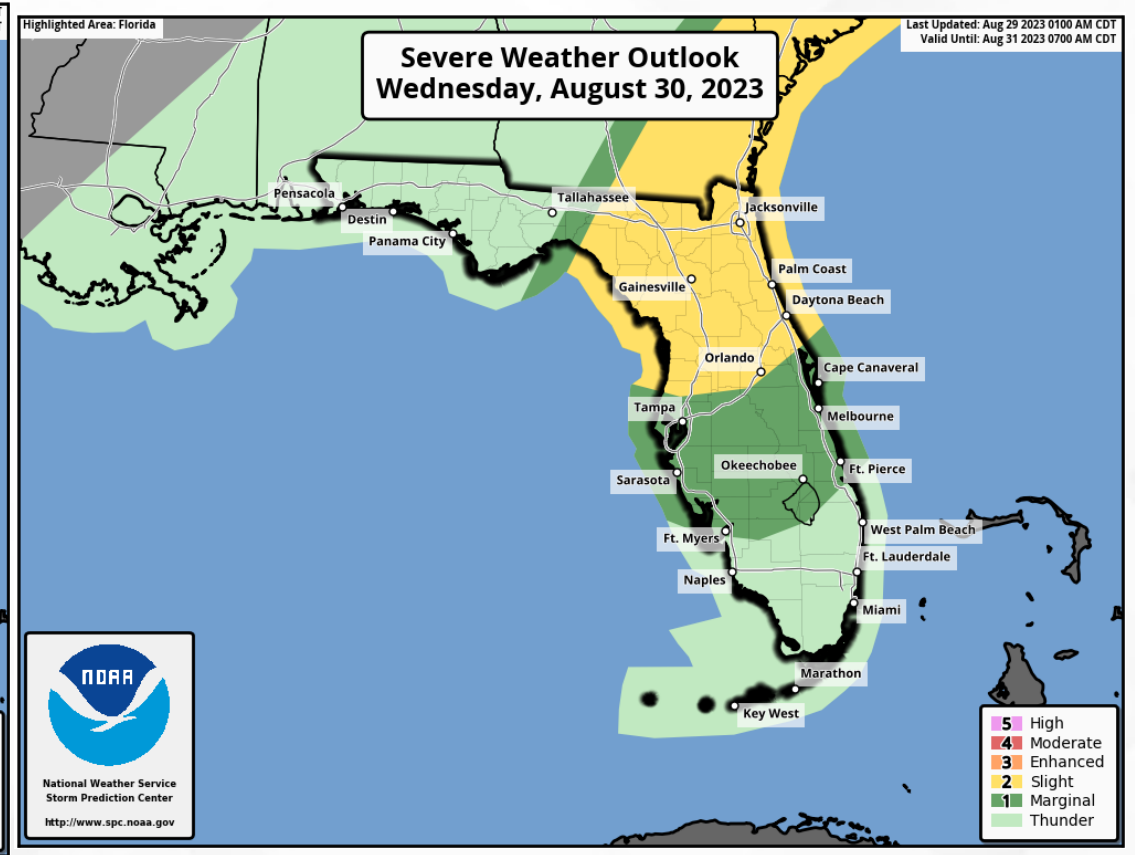 Highlighted Area: Florida
Last Updated: Aug 29 2023 0100 AM CDT
Valid Until: Aug 31 2023 0700 AM CDT
Severe Weather Outlook
Wednesday, August 30, 2023
Pensacola
Destin
Panama City
Tallahassee
Jacksonville
Palm Coast
Gainesville
Daytona Beach
Orlando
Cape Canaveral
Tampa
Melbourne
Okeechobee
Ft. Pierce
Sarasota
West Palm Beach
Ft. Myers
Ft. Lauderdale
Naples
Miami
Marathon
Key West
NOAA
National Weather Service
Storm Prediction Center
http://www.spc.noaa.gov
5 High
4 Moderate
3 Enhanced
2 Slight
1 Marginal
Thunder